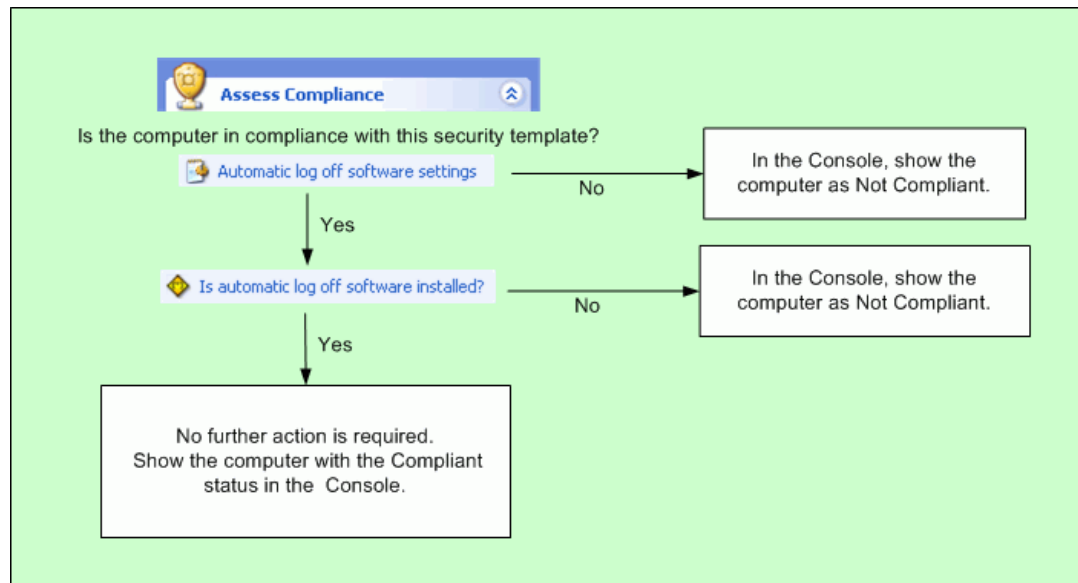 Assess Compliance
Is the computer in compliance with this security template?
Automatic log off software settings
No
In the Console, show the
computer as Not Compliant.
Yes
Is automatic log off software installed?
No
In the Console, show the
computer as Not Compliant.
Yes
No further action is required.
Show the computer with the Compliant
status in the Console.